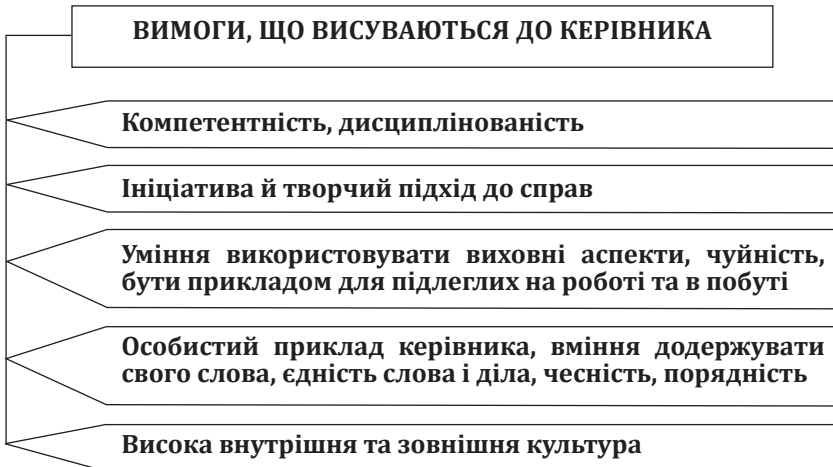 ВИМОГИ, ЩО ВИСУВАЮТЬСЯ ДО КЕРІВНИКА
Компетентність, дисциплінованість
Ініціатива й творчий підхід до справ
Уміння використовувати виховні аспекти, чуйність,
бути прикладом для підлеглих на роботі та в побуті
Особистий приклад керівника, вміння додержувати
свого слова, єдність слова і діла, чесність, порядність
Висока внутрішня та зовнішня культура